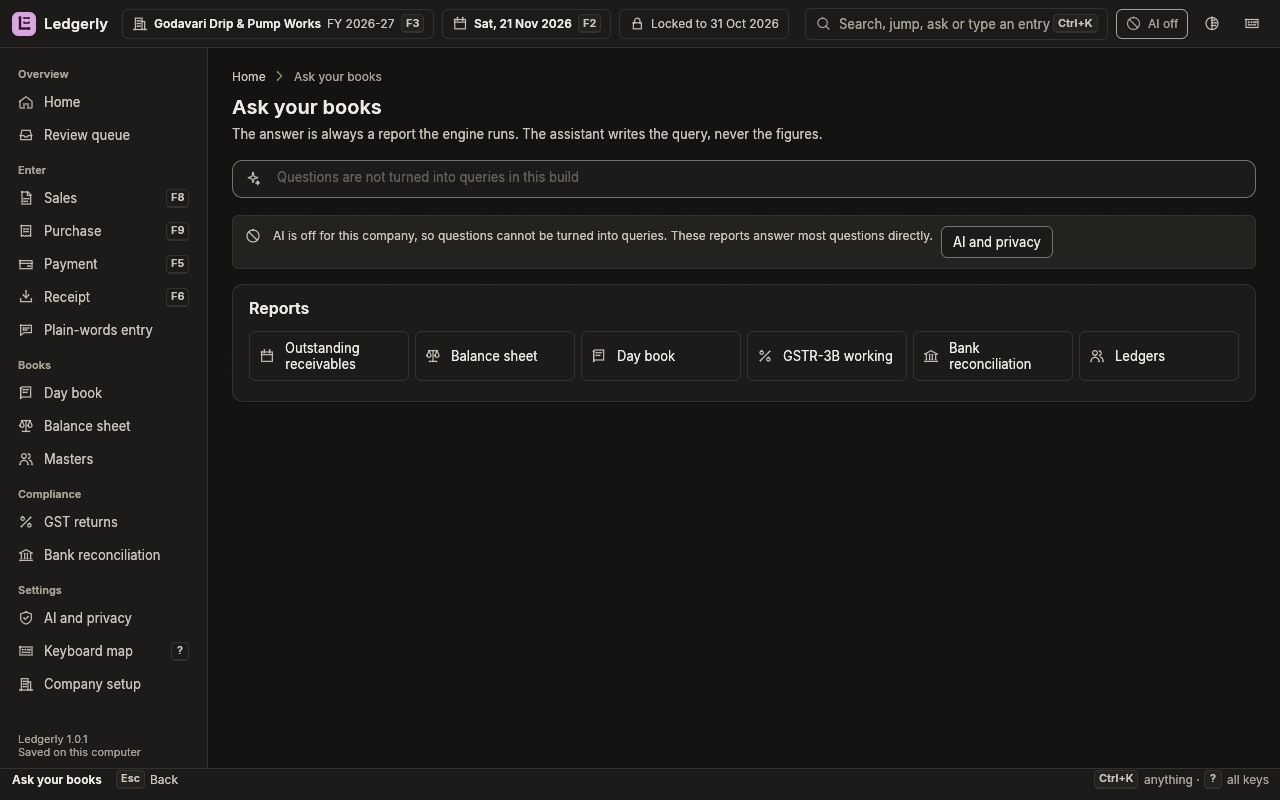 Ledgerly
Godavari Drip & Pump Works FY 2026-27 F3
Sat, 21 Nov 2026 F2
Locked to 31 Oct 2026
Search, jump, ask or type an entry Ctrl+K
AI off
Overview
Home
Review queue
Enter
Sales F8
Purchase F9
Payment F5
Receipt F6
Plain-words entry
Books
Day book
Balance sheet
Masters
Compliance
GST returns
Bank reconciliation
Settings
AI and privacy
Keyboard map ?
Company setup
Ledgerly 1.0.1
Saved on this computer
Home Ask your books
Ask your books
The answer is always a report the engine runs. The assistant writes the query, never the figures.
Questions are not turned into queries in this build
AI is off for this company, so questions cannot be turned into queries. These reports answer most questions directly. AI and privacy
Reports
Outstanding
receivables
Balance sheet
Day book
GSTR-3B working
Bank
reconciliation
Ledgers
Ask your books Esc Back
Ctrl+K anything · ? all keys